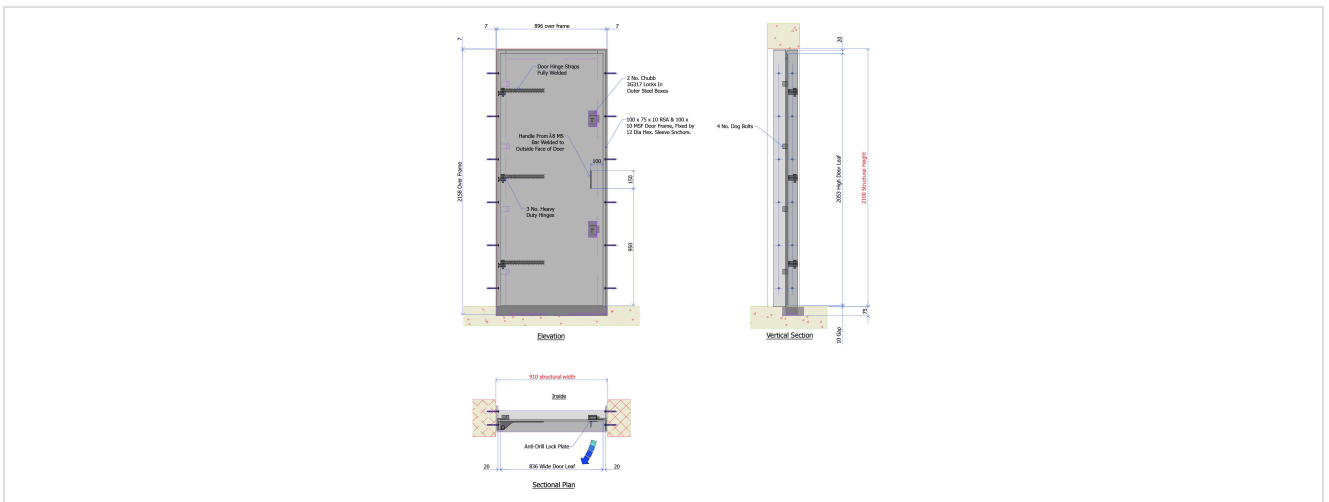 7
896 over frame
7
7
Door Hinge Straps
Fully Welded
2 No. Chubb
3G317 Locks In
Outer Steel Boxes
100 x 75 x 10 RSA & 100 x
10 MSF Door Frame, Fixed by
12 Dia Hex. Sleeve Snchors.
Handle From Â8 MS
Bar Welded to
Outside Face of Door
100
150
2158 Over Frame
3 No. Heavy
Duty Hinges
950
Elevation
20
4 No. Dog Bolts
2053 High Door Leaf
2100 Structural Height
75
10 Gap
Vertical Section
910 structural width
Inside
Anti-Drill Lock Plate
20
836 Wide Door Leaf
20
Sectional Plan